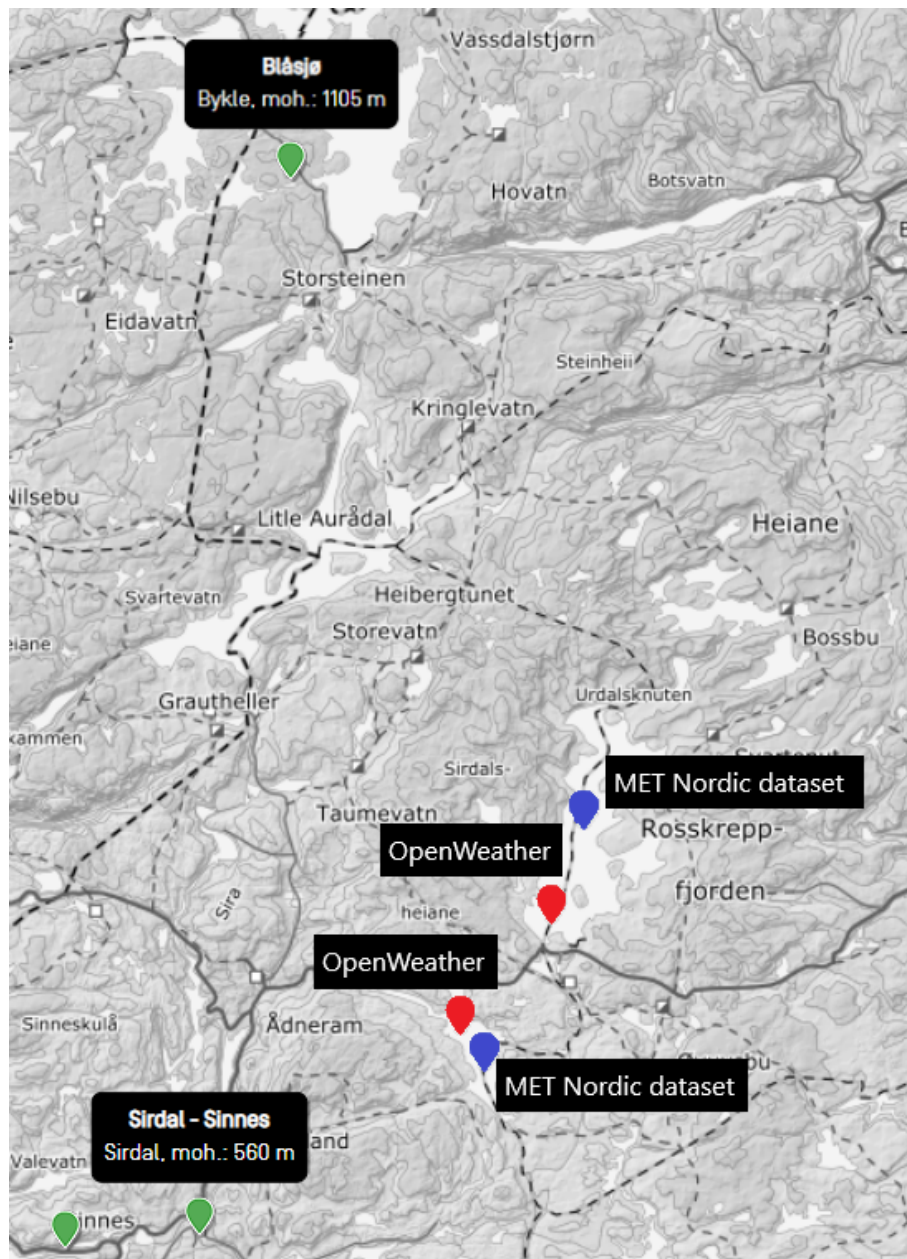 Vassdalstjørn
Blåsjø
Bykle, moh.: 1105 m
Botsvatn
Hovatn
Storsteinen
Eidavatn
Steinheii
Kringlevatn
Nilsebu
Litle Aurådal
Heiane
Svartevatn
Heibergtunet
Storevatn
Bossbu
Grautheller
Urdalsknuten
Sirdals-
MET Nordic dataset
Taumevatn
Rosskrepp-
OpenWeather
fjorden
Sira
heiane
OpenWeather
Sinneskulå
Ådneram
MET Nordic dataset
Sirdal - Sinnes
Sirdal, moh.: 560 m
Valevatn